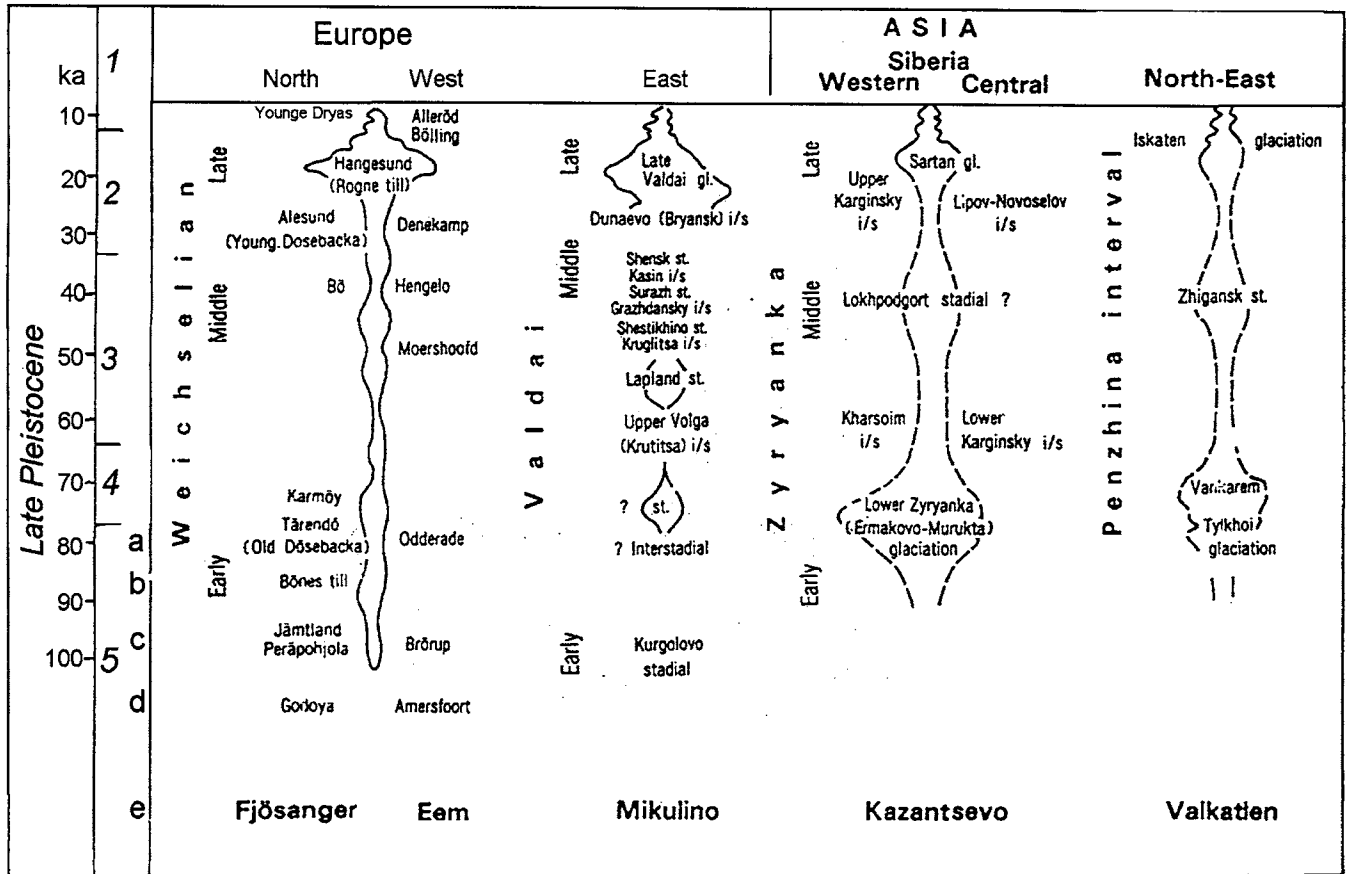 Europe
ASIA
Siberia
ka
1
North
West
East
Western
Central
North-East
Late Pleistocene
10
20
30
40
50
60
70
80
90
100
2
3
4
5
a
b
c
d
e
Weichselian
Late
Middle
Early
Younge Dryas
Alleröd
Bölling
Hangesund
(Rogne till)
Alesund
(Young.Dosebacka)
Denekamp
Bö
Hengelo
Moershoofd
Karmöy
Tärendö
(Old Dösebacka)
Odderade
Bönes till
Jämtland
Peräpohjola
Brörup
Godoya
Amersfoort
Fjösanger
Eem
Valdai
Late
Middle
Early
Late
Valdai gl.
Dunaevo (Bryansk) i/s
Shensk st.
Kasin i/s
Surazh st.
Grazhdansky i/s
Shestikhino st.
Kruglitsa i/s
Lapland st.
Upper Volga
(Krutitsa) i/s
? st.
? Interstadial
Kurgolovo
stadial
Mikulino
Zyryanka
Late
Middle
Early
Sartan gl.
Upper
Karginsky
i/s
Lipov-Novoselov
i/s
Lokhpodgort stadial ?
Kharsoim
i/s
Lower
Karginsky i/s
Lower Zyryanka
(Ermakovo-Murukta)
glaciation
Kazantsevo
Penzhina interval
Iskaten glaciation
Zhigansk st.
Vankarem
Tylkhoi
glaciation
Valkatlen